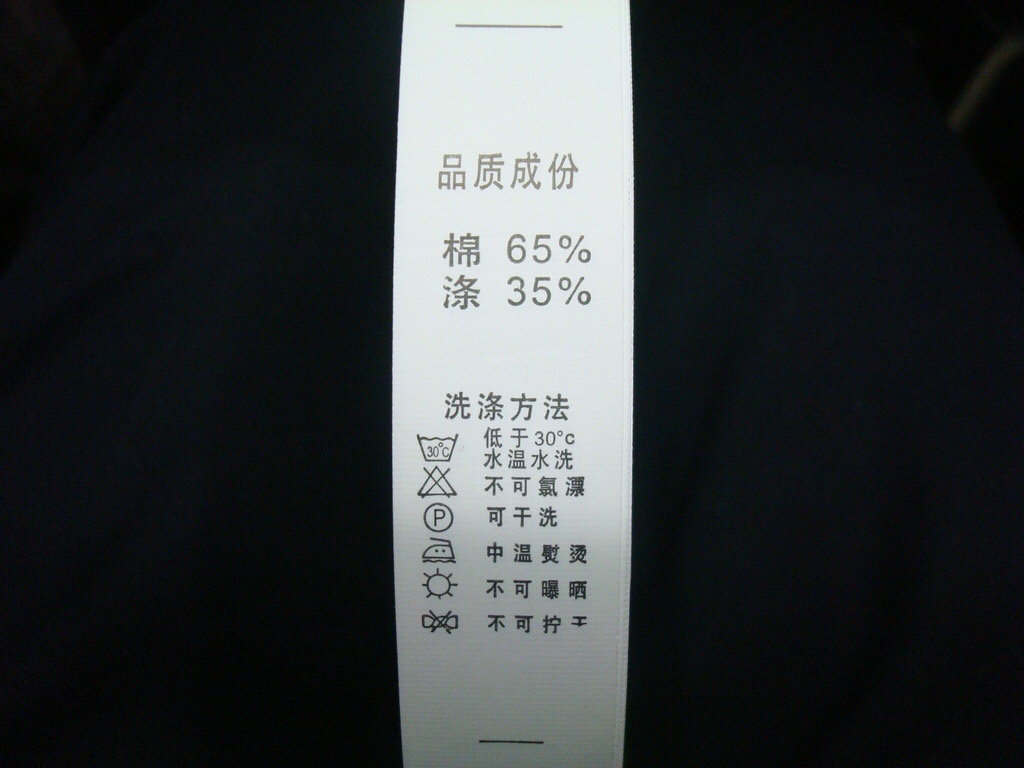 品质成份
棉 65%
涤 35%
洗涤方法
30°C 低于30°c
水温水洗
不可氯漂
P 可干洗
中温熨烫
不可曝晒
不可拧干